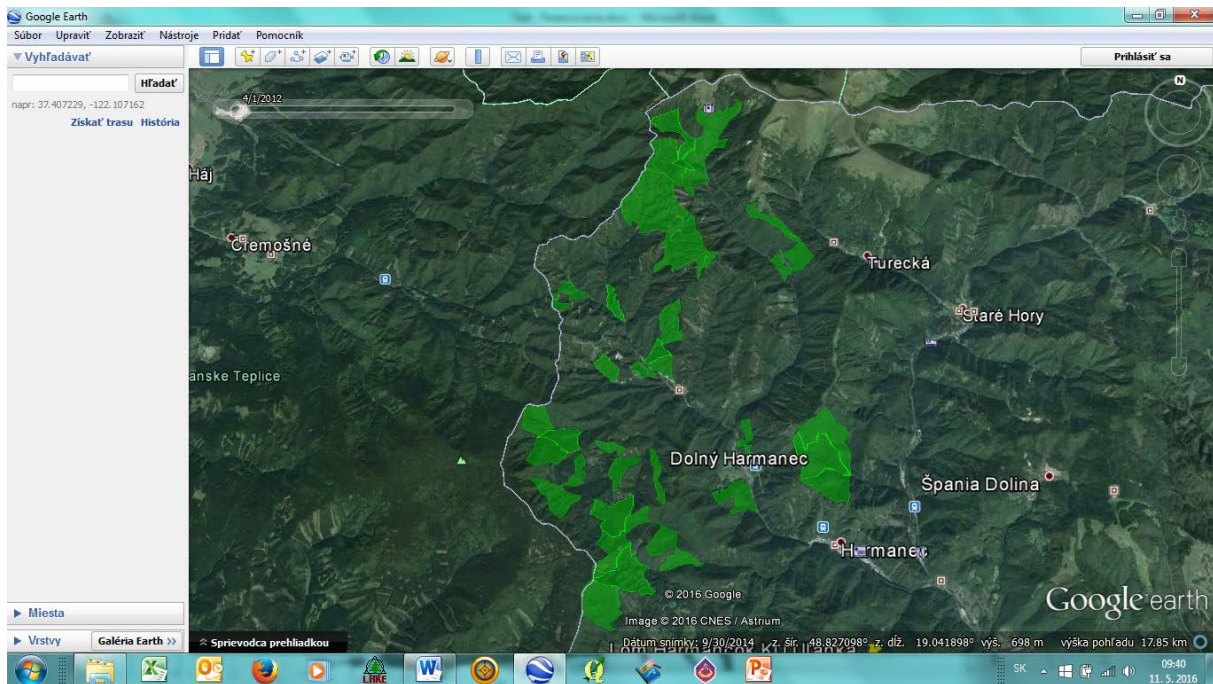 Google Earth
Súbor Upraviť Zobraziť Nástroje Pridať Pomocník
Vyhľadávať
Prihlásiť sa
Hľadať
napr: 37.407229, -122.107162
Získať trasu História
4/1/2012
N
Háj
Čremošné
Turecká
Staré Hory
anske Teplice
Dolný Harmanec
Špania Dolina
Harmanec
© 2016 Google
Image © 2016 CNES / Astrium
Google earth
Miesta
Vrstvy Galéria Earth >>
Sprievodca prehliadkou
Dátum snímky: 9/30/2014 z. šír. 48.827098° z. dĺž. 19.041898° výš. 698 m výška pohľadu 17.85 km
LHKE
SK
09:40
11. 5. 2016